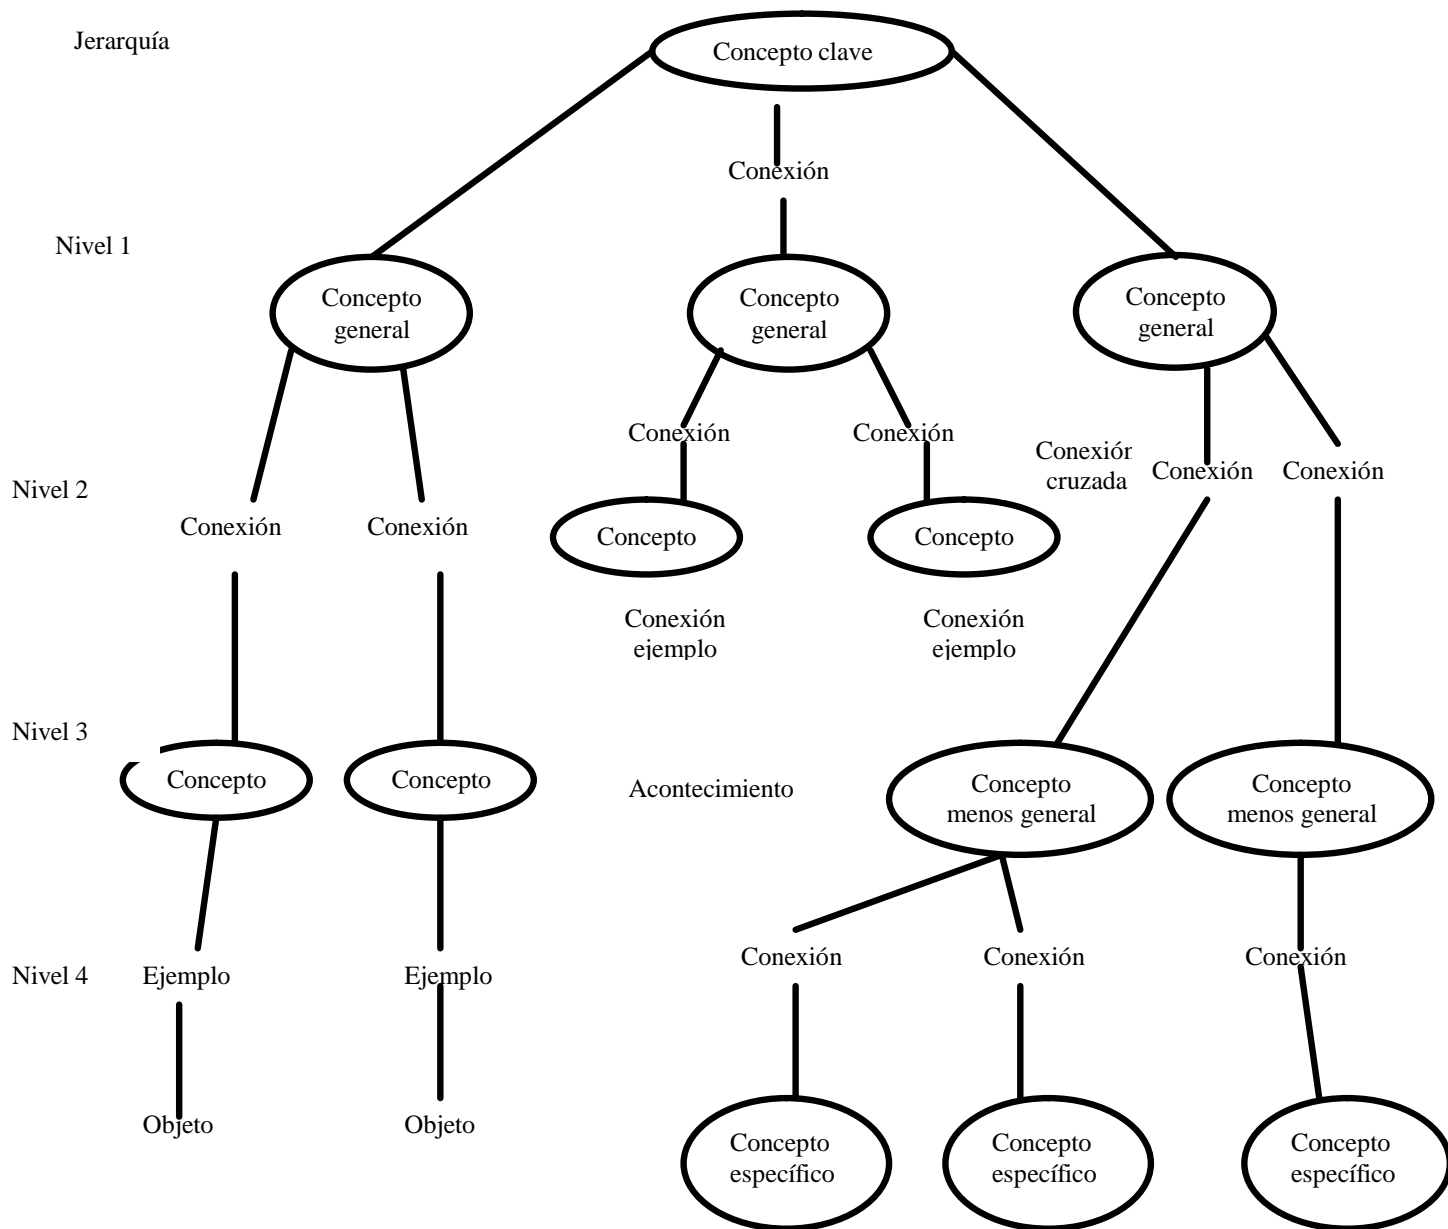 Jerarquía
Concepto clave
Conexión
Nivel 1
Concepto
general
Concepto
general
Concepto
general
Conexión
Conexión
Conexión
cruzada
Conexión
Conexión
Nivel 2
Conexión
Conexión
Concepto
Concepto
Conexión
ejemplo
Conexión
ejemplo
Nivel 3
Concepto
Concepto
Acontecimiento
Concepto
menos general
Concepto
menos general
Conexión
Conexión
Conexión
Nivel 4
Ejemplo
Ejemplo
Objeto
Objeto
Concepto
específico
Concepto
específico
Concepto
específico